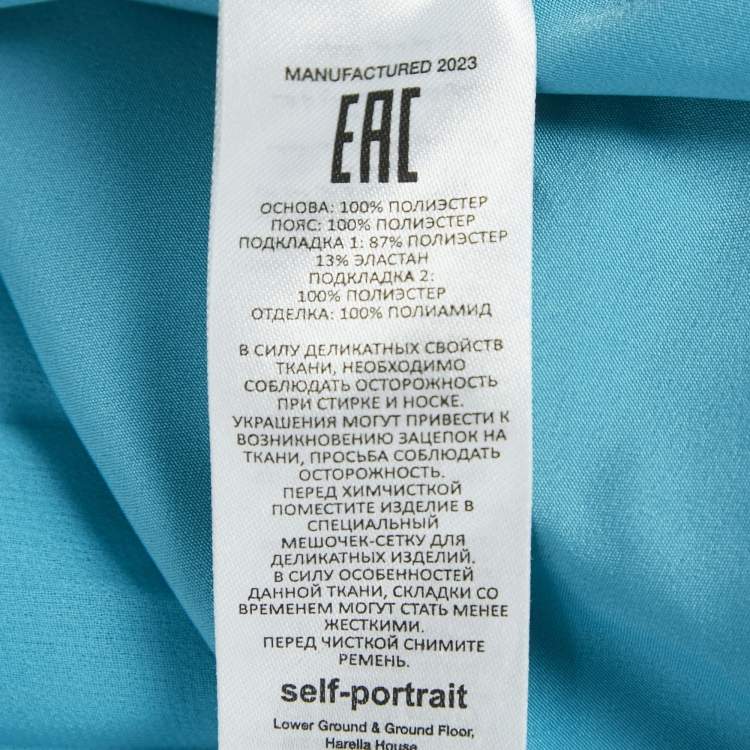 MANUFACTURED 2023
EAC
ОСНОВА: 100% ПОЛИЭСТЕР
ПОЯС: 100% ПОЛИЭСТЕР
ПОДКЛАДКА 1: 87% ПОЛИЭСТЕР
13% ЭЛАСТАН
ПОДКЛАДКА 2:
100% ПОЛИЭСТЕР
ОТДЕЛКА: 100% ПОЛИАМИД
В СИЛУ ДЕЛИКАТНЫХ СВОЙСТВ
ТКАНИ, НЕОБХОДИМО
СОБЛЮДАТЬ ОСТОРОЖНОСТЬ
ПРИ СТИРКЕ И НОСКЕ.
УКРАШЕНИЯ МОГУТ ПРИВЕСТИ К
ВОЗНИКНОВЕНИЮ ЗАЦЕПОК НА
ТКАНИ, ПРОСЬБА СОБЛЮДАТЬ
ОСТОРОЖНОСТЬ.
ПЕРЕД ХИМЧИСТКОЙ
ПОМЕСТИТЕ ИЗДЕЛИЕ В
СПЕЦИАЛЬНЫЙ
МЕШОЧЕК-СЕТКУ ДЛЯ
ДЕЛИКАТНЫХ ИЗДЕЛИЙ.
В СИЛУ ОСОБЕННОСТЕЙ
ДАННОЙ ТКАНИ, СКЛАДКИ СО
ВРЕМЕНЕМ МОГУТ СТАТЬ МЕНЕЕ
ЖЕСТКИМИ.
ПЕРЕД ЧИСТКОЙ СНИМИТЕ
РЕМЕНЬ.
self-portrait
Lower Ground & Ground Floor,
Harella House